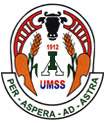 1912
UMSS
PER - ASPERA - AD - ASTRA